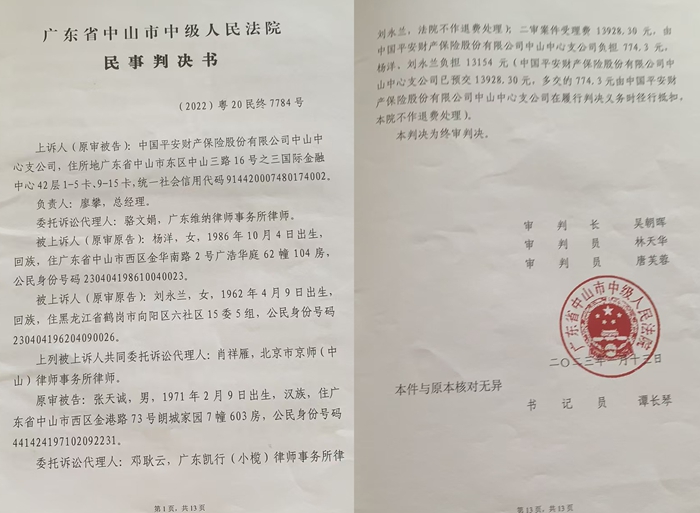 广东省中山市中级人民法院
民事判决书
（2022）粤20民终7784号
上诉人（原审被告）：中国平安财产保险股份有限公司中山中
心支公司，住所地广东省中山市东区中山三路16号之三国际金融
中心42层1-5卡、9-15卡，统一社会信用代码914420007480174002。
负责人：廖攀，总经理。
委托诉讼代理人：骆文娟，广东维纳律师事务所律师。
被上诉人（原审原告）：杨洋，女，1986年10月4日出生，
回族，住广东省中山市西区金华南路2号广浩华庭62幢104房，
公民身份号码230404198610040023。
被上诉人（原审原告）：刘永兰，女，1962年4月9日出生，
回族，住黑龙江省鹤岗市向阳区六社区15委5组，公民身份号码
230404196204090026。
上列被上诉人共同委托诉讼代理人：肖祥雁，北京市京师（中
山）律师事务所律师。
原审被告：张天诚，男，1971年2月9日出生，汉族，住广
东省中山市西区金港路73号朗城家园7幢603房，公民身份号码
441424197102092231。
委托诉讼代理人：邓耿云，广东凯行（小榄）律师事务所律
第1页，共13页
刘永兰，法院不作退费处理）；二审案件受理费13928.30元，由
中国平安财产保险股份有限公司中山中心支公司负担774.3元，
杨洋、刘永兰负担13154元（中国平安财产保险股份有限公司中
山中心支公司已预交13928.30元，多交的774.3元由中国平安财
产保险股份有限公司中山中心支公司在履行判决义务时径行抵扣。
本院不作退费处理）。
本判决为终审判决。
审判长 吴朝晖
审判员 林天华
审判员 唐芙蓉
广东省中山市中级人民法院
二〇二三年一月十三日
本件与原本核对无异
书记员 谭长琴
第13页，共13页